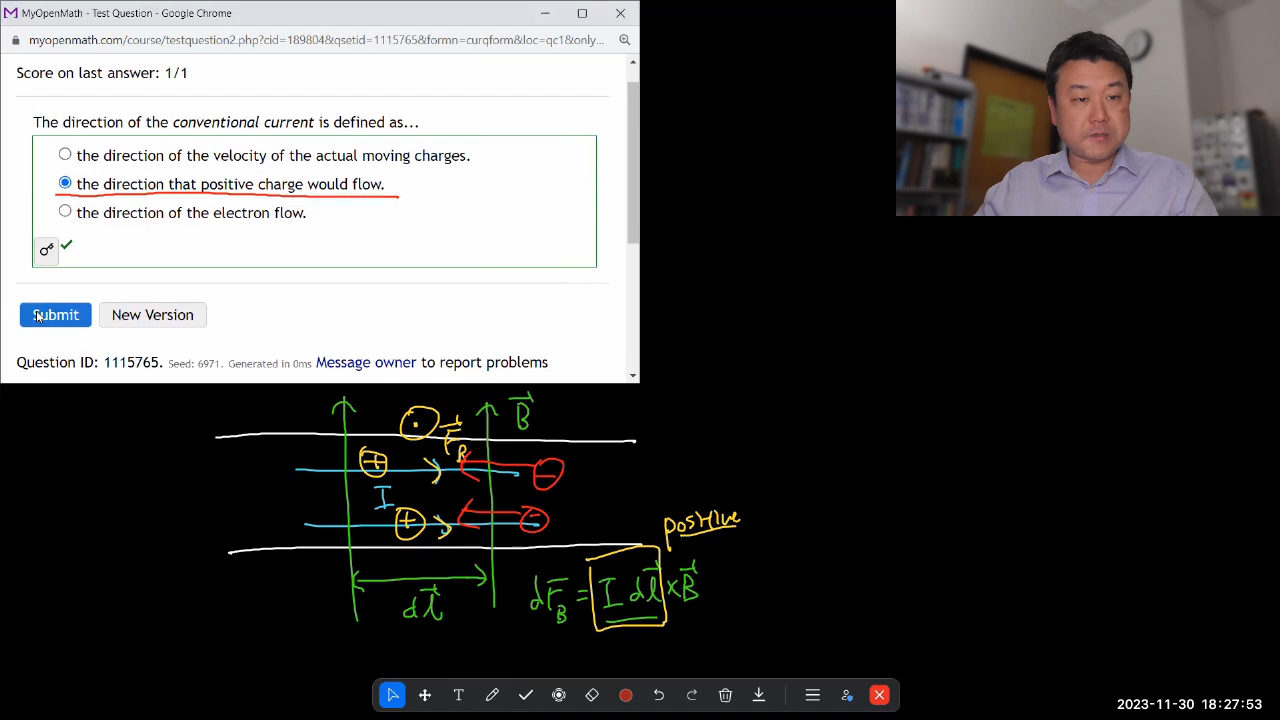 MyOpenMath - Test Question - Google Chrome
myopenmath.com/course/testquestion2.php?cid=189804&qsetid=1115765&formn=curqform&loc=qc1&only...
Score on last answer: 1/1
The direction of the conventional current is defined as...
the direction of the velocity of the actual moving charges.
the direction that positive charge would flow.
the direction of the electron flow.
Submit New Version
Question ID: 1115765. Seed: 6971. Generated in 0ms Message owner to report problems
F⃗_B B⃗
+ −
I
+ −
positive
dl⃗ dF⃗_B = I dl⃗ × B⃗
T
2023-11-30 18:27:53